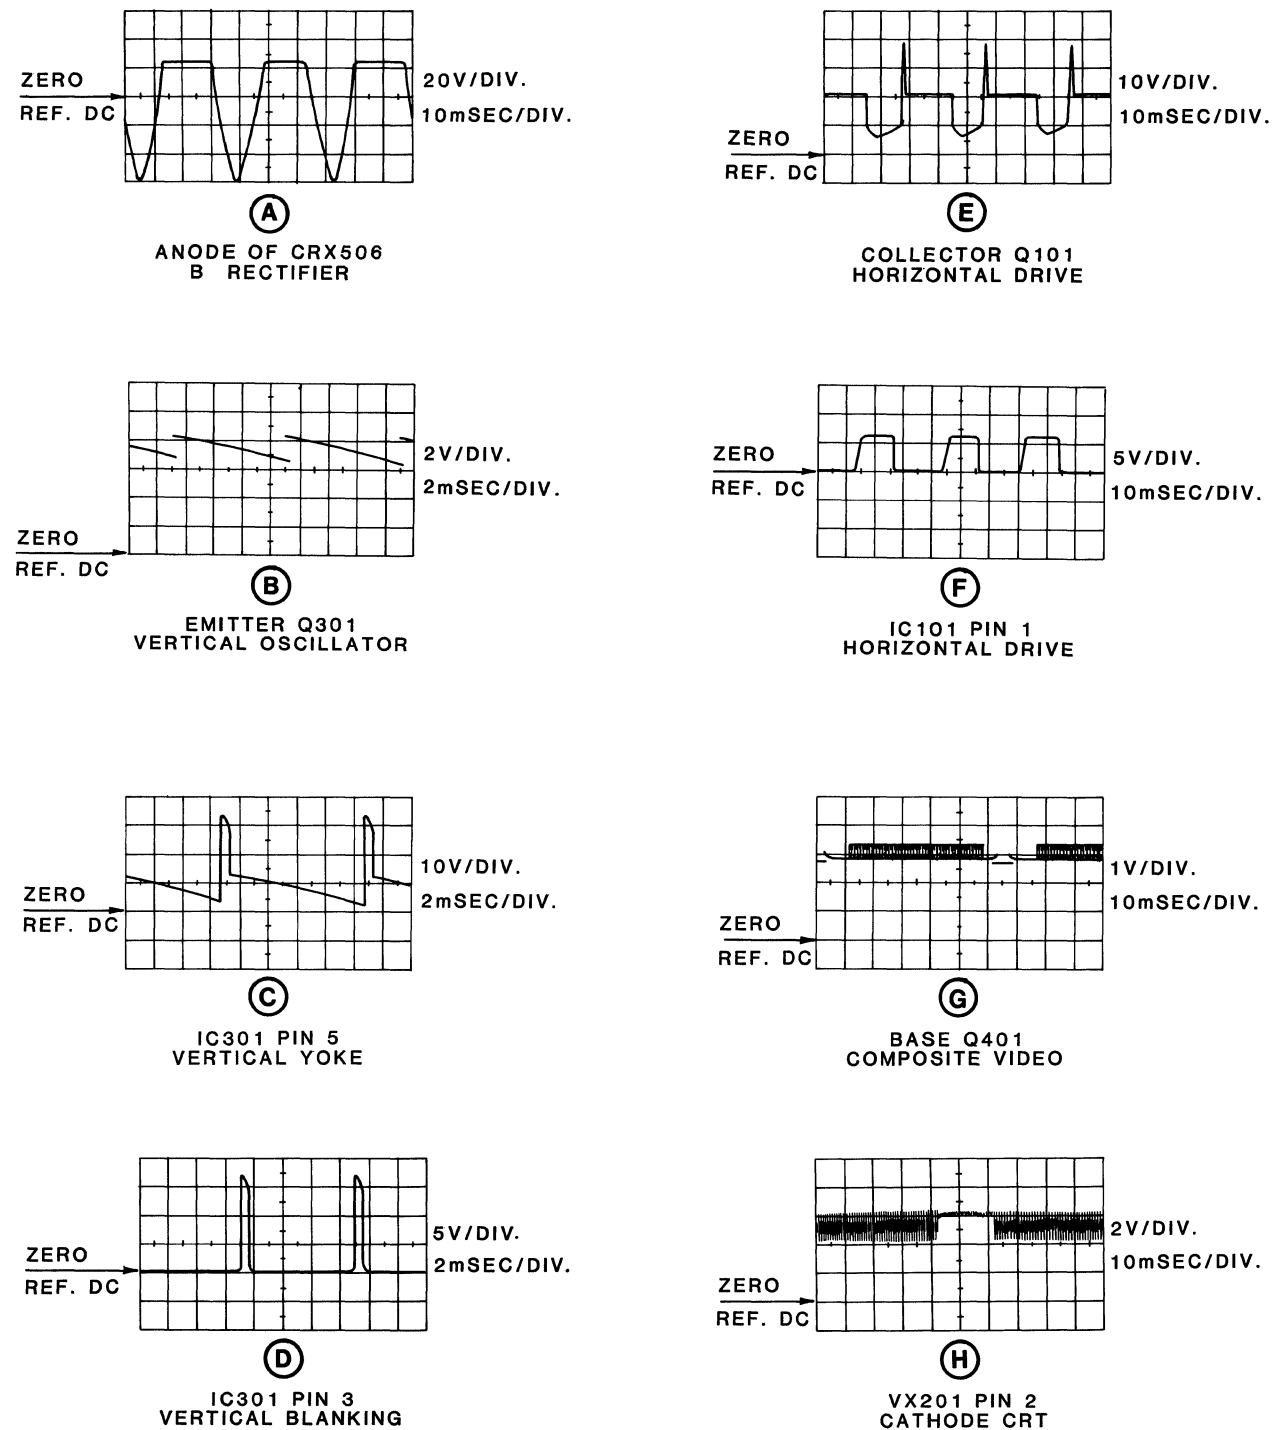 ZERO
REF. DC
20V/DIV.
10mSEC/DIV.
A
ANODE OF CRX506
B RECTIFIER
ZERO
REF. DC
10V/DIV.
10mSEC/DIV.
E
COLLECTOR Q101
HORIZONTAL DRIVE
ZERO
REF. DC
2V/DIV.
2mSEC/DIV.
B
EMITTER Q301
VERTICAL OSCILLATOR
ZERO
REF. DC
5V/DIV.
10mSEC/DIV.
F
IC101 PIN 1
HORIZONTAL DRIVE
ZERO
REF. DC
10V/DIV.
2mSEC/DIV.
C
IC301 PIN 5
VERTICAL YOKE
ZERO
REF. DC
1V/DIV.
10mSEC/DIV.
G
BASE Q401
COMPOSITE VIDEO
ZERO
REF. DC
5V/DIV.
2mSEC/DIV.
D
IC301 PIN 3
VERTICAL BLANKING
ZERO
REF. DC
2V/DIV.
10mSEC/DIV.
H
VX201 PIN 2
CATHODE CRT